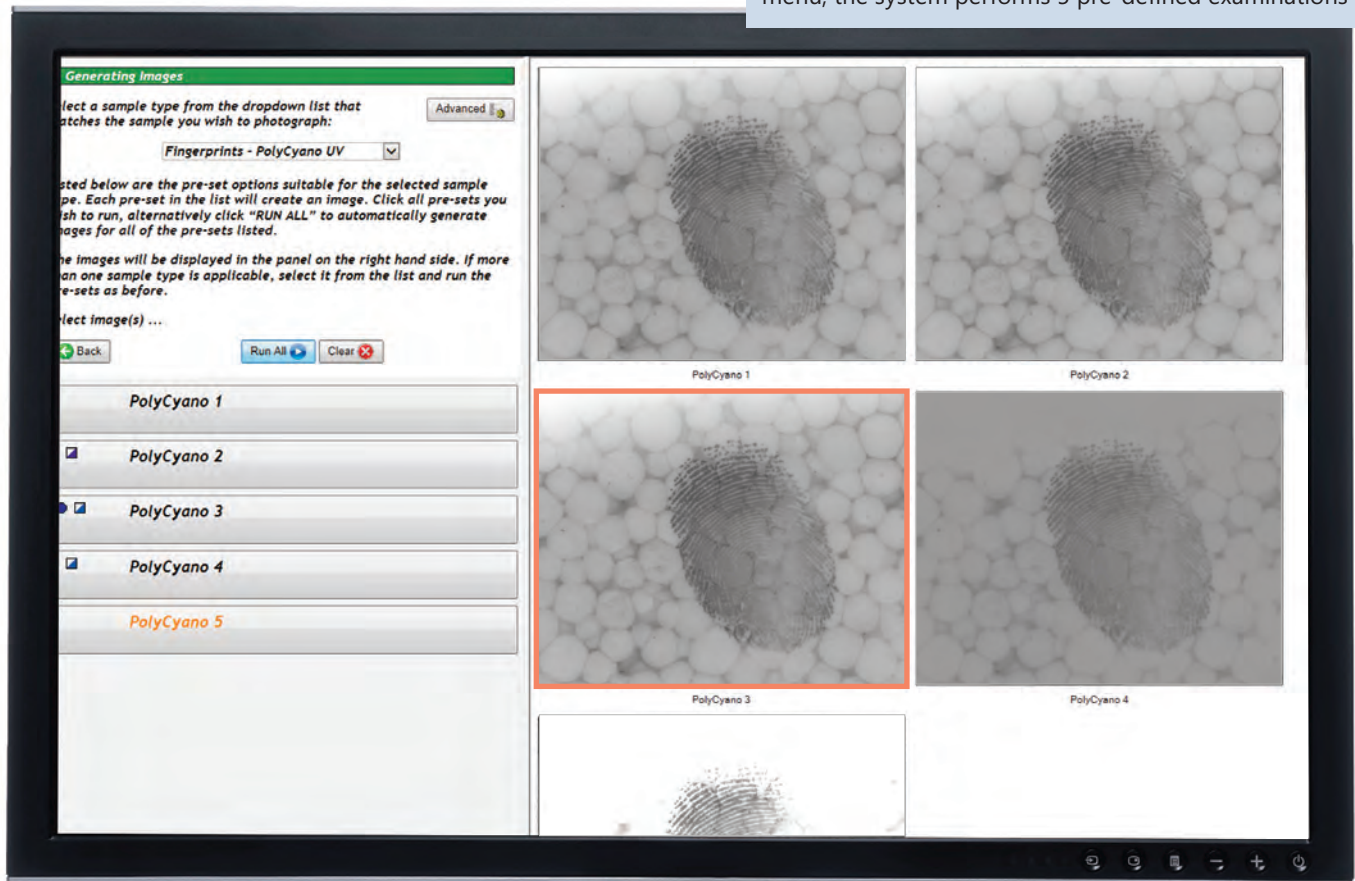 menu, the system performs 5 pre-defined examinations
Generating Images
lect a sample type from the dropdown list that
atches the sample you wish to photograph:
Advanced
Fingerprints - PolyCyano UV
sted below are the pre-set options suitable for the selected sample
pe. Each pre-set in the list will create an image. Click all pre-sets you
ish to run, alternatively click “RUN ALL” to automatically generate
ages for all of the pre-sets listed.
he images will be displayed in the panel on the right hand side. If more
an one sample type is applicable, select it from the list and run the
e-sets as before.
lect image(s) ...
Back
Run All
Clear
PolyCyano 1
PolyCyano 2
PolyCyano 3
PolyCyano 4
PolyCyano 5
PolyCyano 1
PolyCyano 2
PolyCyano 3
PolyCyano 4